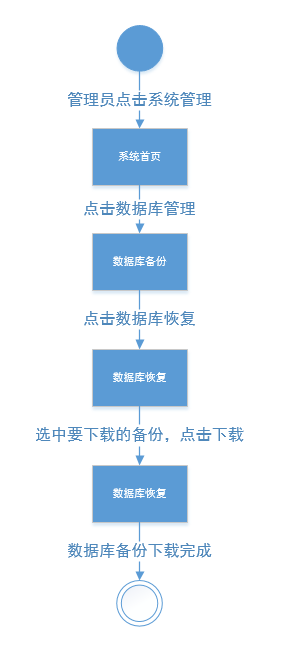 管理员点击系统管理
系统首页
点击数据库管理
数据库备份
点击数据库恢复
数据库恢复
选中要下载的备份，点击下载
数据库恢复
数据库备份下载完成